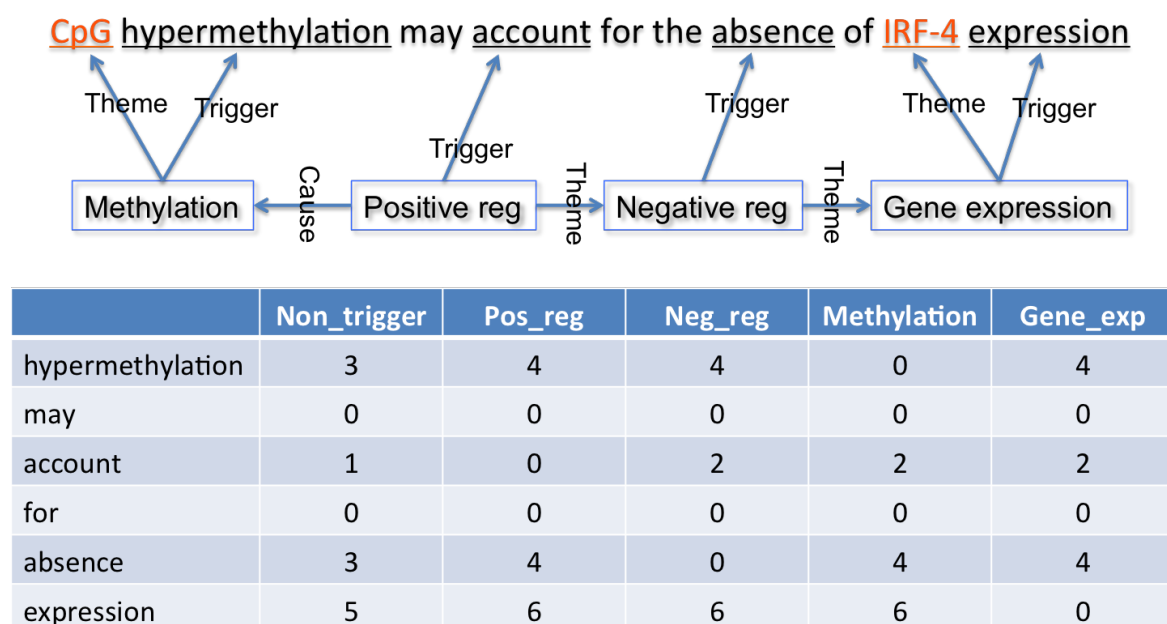 CpG hypermethylation may account for the absence of IRF-4 expression
Theme Trigger Trigger Trigger Theme Trigger
Methylation Cause Positive reg Theme Negative reg Theme Gene expression
Non_trigger Pos_reg Neg_reg Methylation Gene_exp
hypermethylation 3 4 4 0 4
may 0 0 0 0 0
account 1 0 2 2 2
for 0 0 0 0 0
absence 3 4 0 4 4
expression 5 6 6 6 0